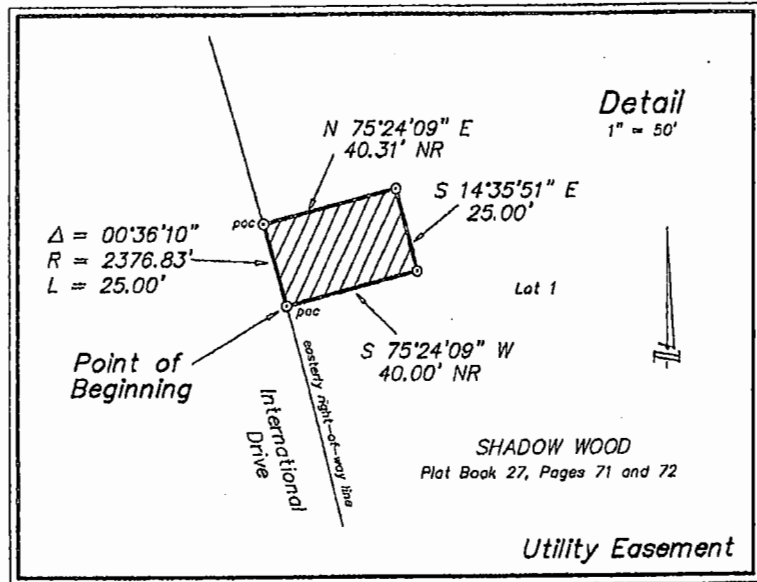 Detail
1" = 50'
N 75°24'09" E
40.31' NR
S 14°35'51" E
25.00'
poc
Δ = 00°36'10"
R = 2376.83'
L = 25.00'
Lot 1
poc
Point of
Beginning
S 75°24'09" W
40.00' NR
easterly right-of-way line
International
Drive
SHADOW WOOD
Plat Book 27, Pages 71 and 72
Utility Easement